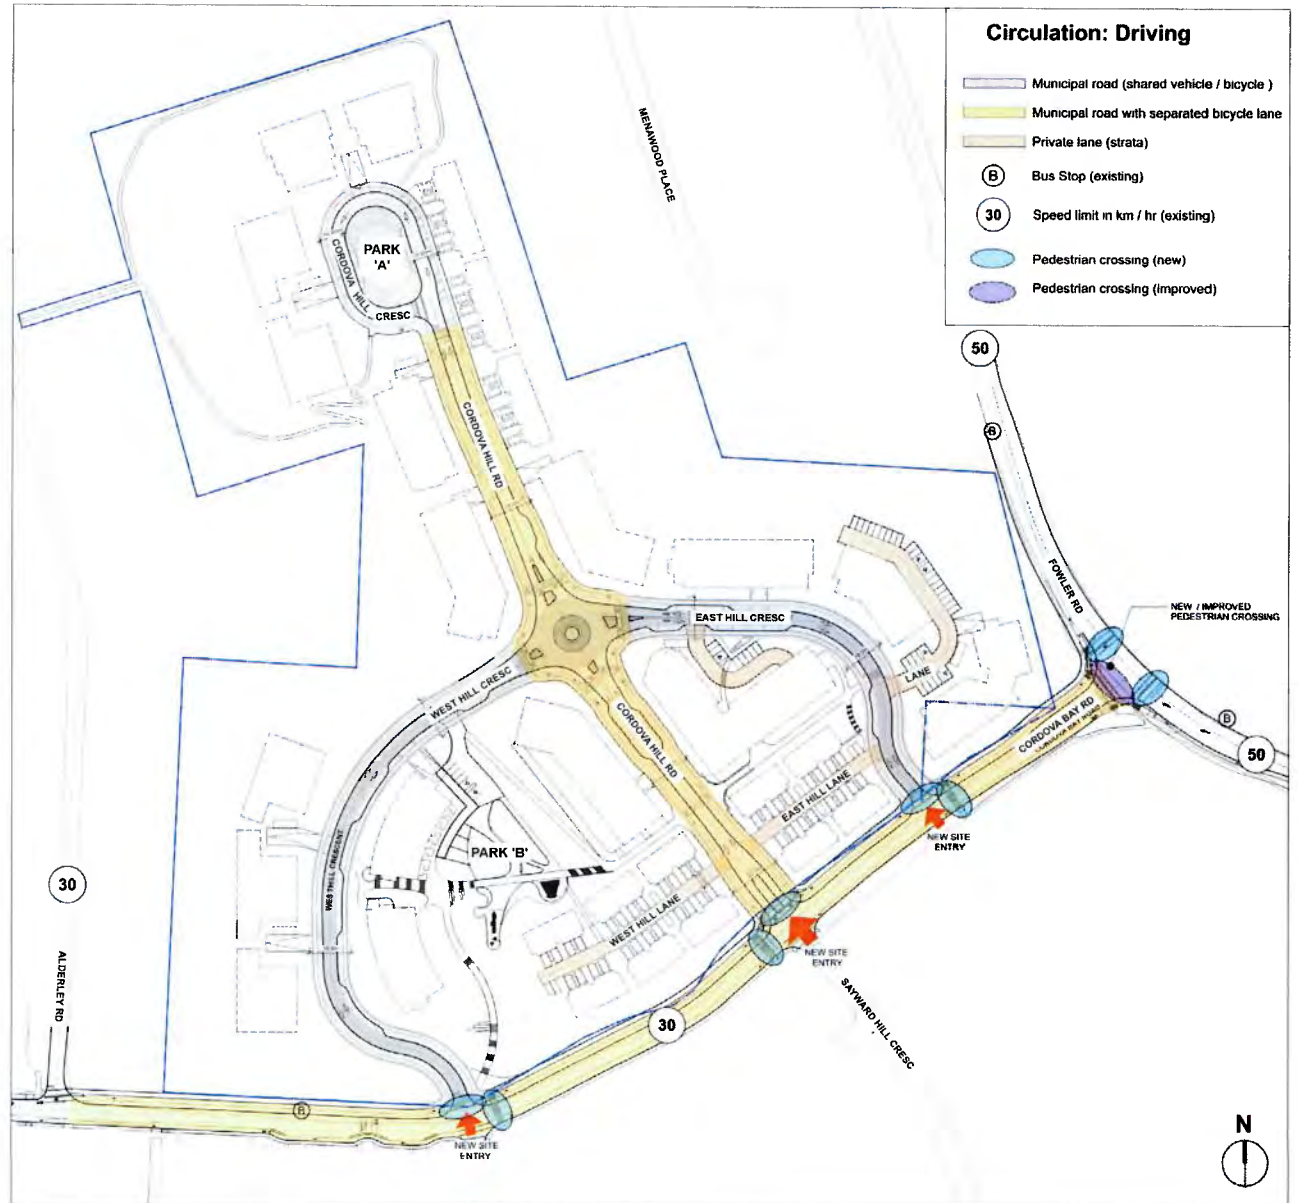 Circulation: Driving
Municipal road (shared vehicle / bicycle )
Municipal road with separated bicycle lane
Private lane (strata)
B
Bus Stop (existing)
30
Speed limit in km / hr (existing)
Pedestrian crossing (new)
Pedestrian crossing (improved)
MENAWOOD PLACE
PARK
'A'
CORDOVA HILL
CRESC
50
B
CORDOVA HILL RD
FOWLER RD
NEW / IMPROVED
PEDESTRIAN CROSSING
EAST HILL CRESC
LANE
WEST HILL CRESC
CORDOVA HILL RD
CORDOVA BAY RD
CORDOVA BAY ROAD
B
50
EAST HILL LANE
NEW SITE
ENTRY
PARK 'B'
WESTHILL CRESCENT
30
WEST HILL LANE
NEW SITE
ENTRY
ALDERLEY RD
SAYWARD HILL CRESC
30
B
NEW SITE
ENTRY
N